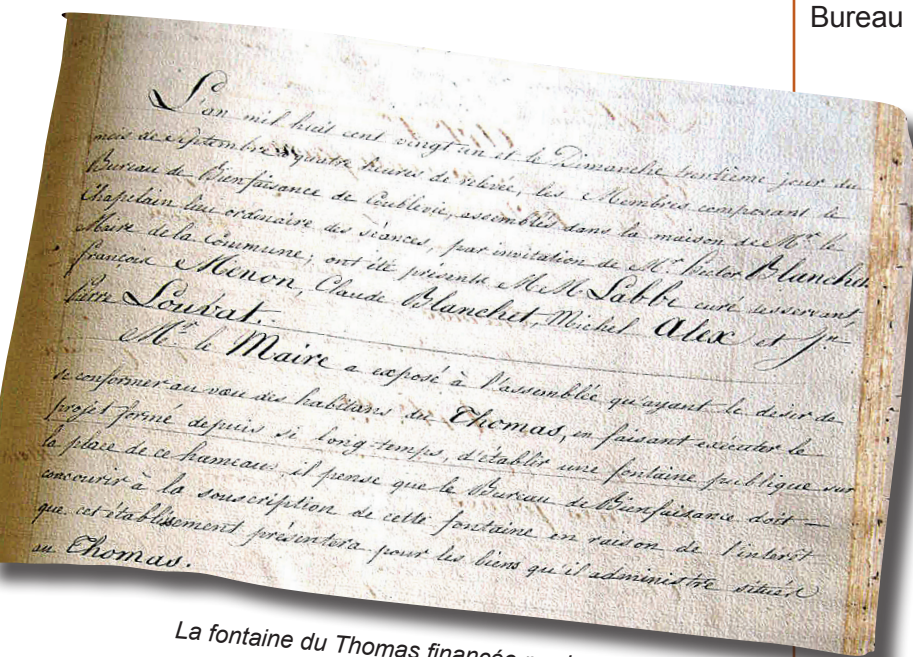 Bureau
L'an mil huit cent vingt un et le Dimanche trentieme jour du
mois de septembre à quatre heures de relevée, les Membres composant le
Bureau de Bienfaisance de Coublevie, assemblés dans la maison de Mr. le
Chapelain lieu ordinaire des séances, par invitation de Mr. Victor Blanchet
Maire de la Commune; ont été présents M.M. Labbe curé desservant,
françois Menon, Claude Blanchet, Michel Alex et Jn.
pierre Louvat.
Mr. le Maire a exposé à l'assemblée qu'ayant le desir de
se conformer au vœu des habitans du Thomas, en faisant executer le
projet formé depuis si long-temps, d'établir une fontaine publique sur
la place de ce hameau, il pense que le Bureau de Bienfaisance doit
concourir à la souscription de cette fontaine en raison de l'interêt
que cet établissement présentera pour les biens qu'il administre situés
au Thomas.
La fontaine du Thomas financée